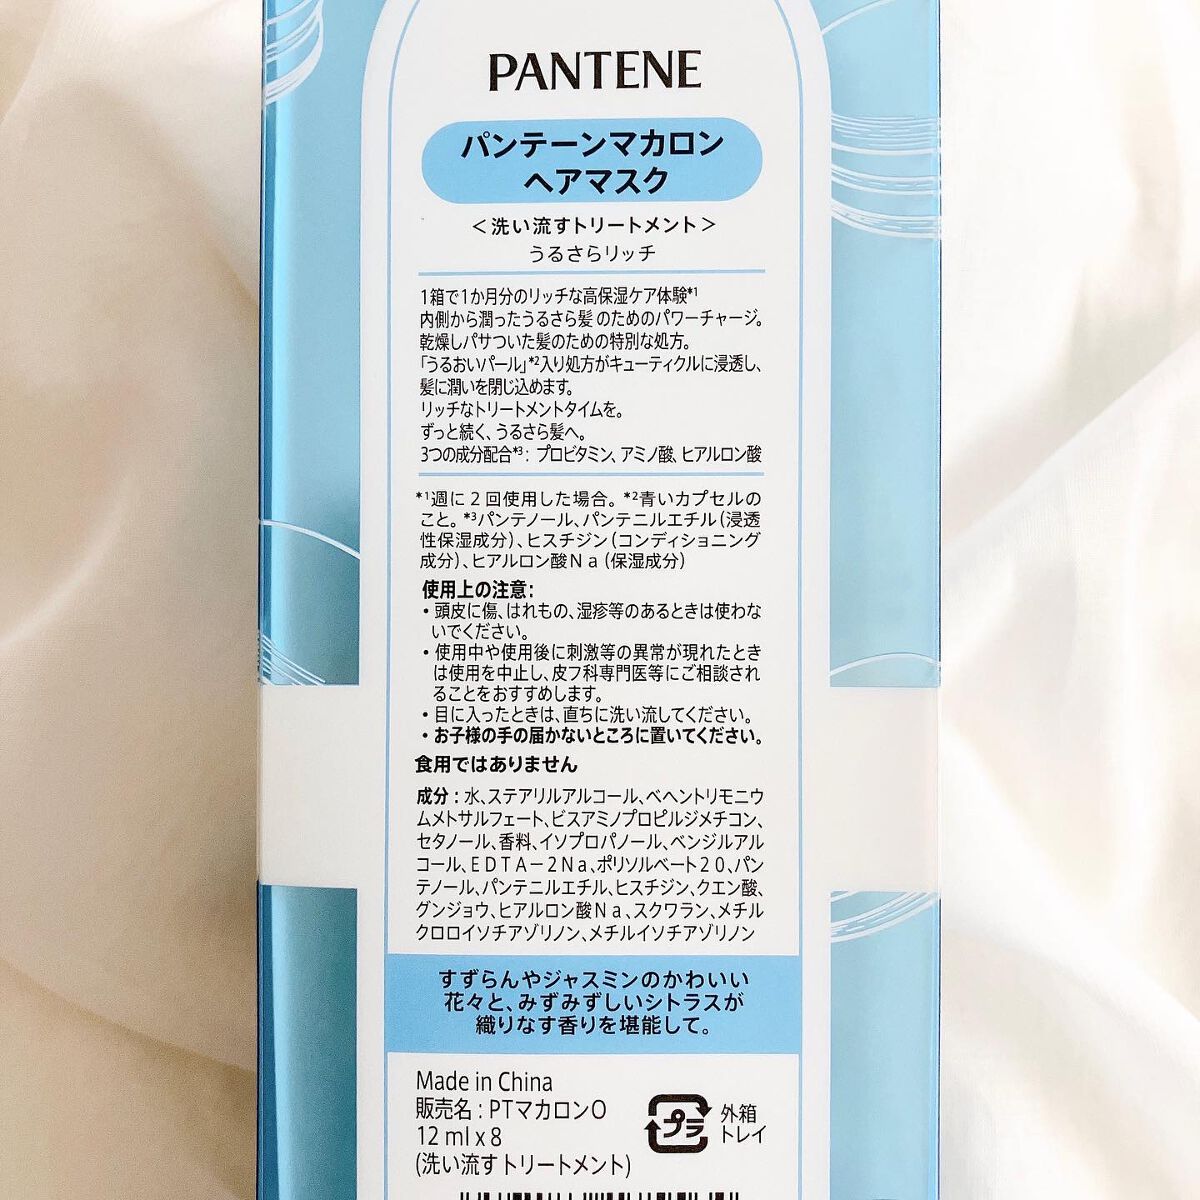 PANTENE
パンテーンマカロン
ヘアマスク
＜洗い流すトリートメント＞
うるさらリッチ
1箱で1か月分のリッチな高保湿ケア体験*1
内側から潤ったうるさら髪 のためのパワーチャージ。
乾燥しパサついた髪のための特別な処方。
「うるおいパール」*2入り処方がキューティクルに浸透し、
髪に潤いを閉じ込めます。
リッチなトリートメントタイムを。
ずっと続く、うるさら髪へ。
3つの成分配合*3: プロビタミン、アミノ酸、ヒアルロン酸
*1週に２回使用した場合。*2青いカプセルの
こと。*3パンテノール、パンテニルエチル（浸透
性保湿成分）、ヒスチジン（コンディショニング
成分）、ヒアルロン酸Ｎａ（保湿成分）
使用上の注意:
・頭皮に傷、はれもの、湿疹等のあるときは使わな
いでください。
・使用中や使用後に刺激等の異常が現れたとき
は使用を中止し、皮フ科専門医等にご相談され
ることをおすすめします。
・目に入ったときは、直ちに洗い流してください。
・お子様の手の届かないところに置いてください。
食用ではありません
成分：水、ステアリルアルコール、ベヘントリモニウ
ムメトサルフェート、ビスアミノプロピルジメチコン、
セタノール、香料、イソプロパノール、ベンジルアル
コール、ＥＤＴＡ－２Ｎａ、ポリソルベート２０、パン
テノール、パンテニルエチル、ヒスチジン、クエン酸、
グンジョウ、ヒアルロン酸Ｎａ、スクワラン、メチル
クロロイソチアゾリノン、メチルイソチアゾリノン
すずらんやジャスミンのかわいい
花々と、みずみずしいシトラスが
織りなす香りを堪能して。
Made in China
販売名：PTマカロンO
12 ml x 8
(洗い流すトリートメント)
プラ
外箱
トレイ